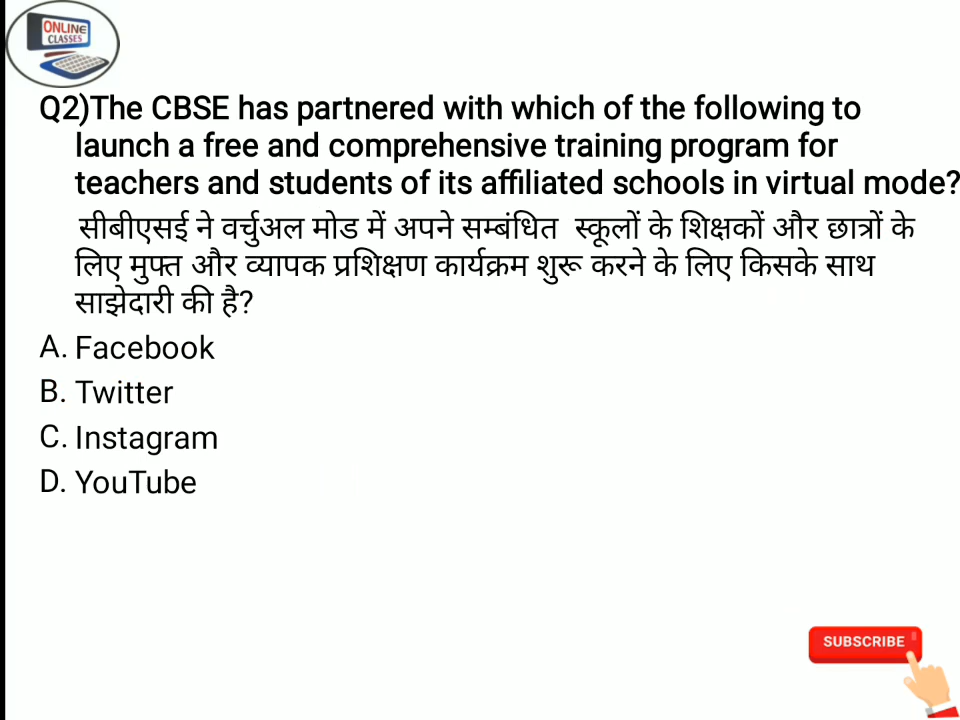 ONLINE
CLASSES
Q2)The CBSE has partnered with which of the following to
launch a free and comprehensive training program for
teachers and students of its affiliated schools in virtual mode?
सीबीएसई ने वर्चुअल मोड में अपने सम्बंधित स्कूलों के शिक्षकों और छात्रों के
लिए मुफ्त और व्यापक प्रशिक्षण कार्यक्रम शुरू करने के लिए किसके साथ
साझेदारी की है?
A. Facebook
B. Twitter
C. Instagram
D. YouTube
SUBSCRIBE